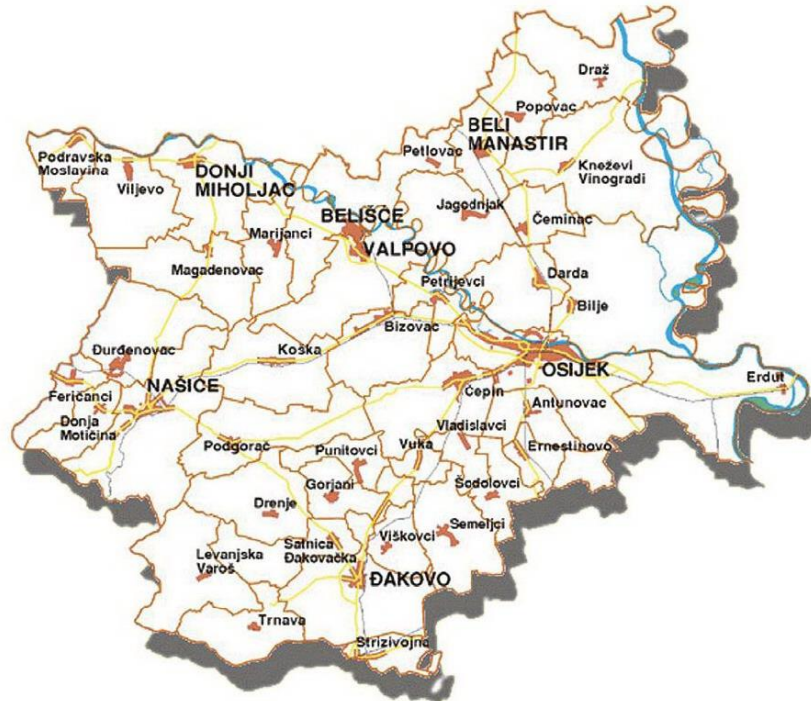 Draž
Popovac
BELI
MANASTIR
Petlovac
Kneževi
Vinogradi
Podravska
Moslavina
Viljevo
DONJI
MIHOLJAC
Jagodnjak
Čeminac
BELIŠĆE
VALPOVO
Marijanci
Magadenovac
Petrijevci
Darda
Bilje
Bizovac
Koška
Đurđenovac
OSIJEK
Erdut
Feričanci
NAŠICE
Donja
Motičina
Čepin
Antunovac
Vladislavci
Ernestinovo
Podgorač
Punitovci
Vuka
Gorjani
Šodolovci
Drenje
Semeljci
Satnica
Đakovačka
Viškovci
Levanjska
Varoš
ĐAKOVO
Trnava
Strizivojna